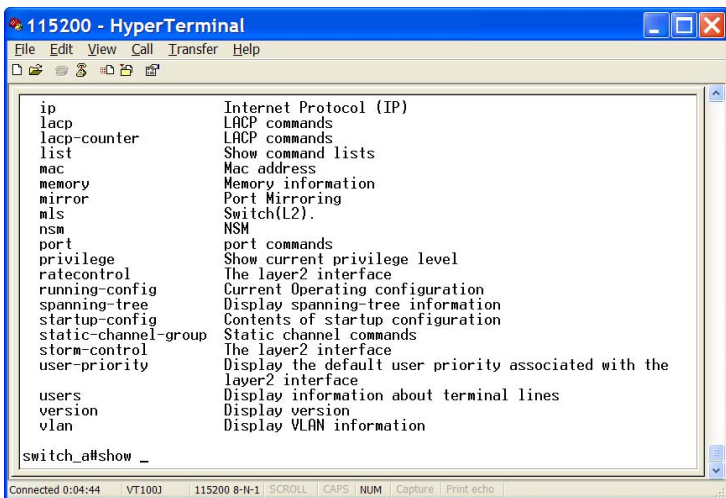 115200 - HyperTerminal
File Edit View Call Transfer Help
ip Internet Protocol (IP)
lacp LACP commands
lacp-counter LACP commands
list Show command lists
mac Mac address
memory Memory information
mirror Port Mirroring
mls Switch(L2).
nsm NSM
port port commands
privilege Show current privilege level
ratecontrol The layer2 interface
running-config Current Operating configuration
spanning-tree Display spanning-tree information
startup-config Contents of startup configuration
static-channel-group Static channel commands
storm-control The layer2 interface
user-priority Display the default user priority associated with the
layer2 interface
users Display information about terminal lines
version Display version
vlan Display VLAN information
switch_a#show _
Connected 0:04:44 VT100J 115200 8-N-1 SCROLL CAPS NUM Capture Print echo